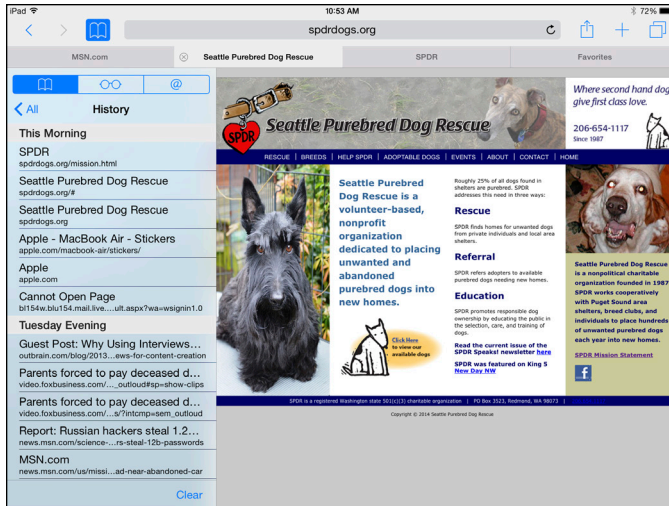 iPad
10:53 AM
72%
spdrdogs.org
MSN.com
Seattle Purebred Dog Rescue
SPDR
Favorites
@
All
History
This Morning
SPDR
spdrdogs.org/mission.html
Seattle Purebred Dog Rescue
spdrdogs.org/#
Seattle Purebred Dog Rescue
spdrdogs.org
Apple - MacBook Air - Stickers
apple.com/macbook-air/stickers/
Apple
apple.com
Cannot Open Page
bl154w.blu154.mail.live....ult.aspx?wa=wsignin1.0
Tuesday Evening
Guest Post: Why Using Interviews...
outbrain.com/blog/2013...ews-for-content-creation
Parents forced to pay deceased d...
video.foxbusiness.com/..._outloud#sp=show-clips
Parents forced to pay deceased d...
video.foxbusiness.com/...s/?intcmp=sem_outloud
Report: Russian hackers steal 1.2...
news.msn.com/science-...rs-steal-12b-passwords
MSN.com
news.msn.com/us/missi...ad-near-abandoned-car
Clear
SPDR
Seattle Purebred Dog Rescue
Where second hand dog
give first class love.
206-654-1117
Since 1987
RESCUE | BREEDS | HELP SPDR | ADOPTABLE DOGS | EVENTS | ABOUT | CONTACT | HOME
Seattle Purebred
Dog Rescue is a
volunteer-based,
nonprofit
organization
dedicated to placing
unwanted and
abandoned
purebred dogs into
new homes.
Click Here
to view our
available dogs
Roughly 25% of all dogs found in
shelters are purebred. SPDR
addresses this need in three ways:
Rescue
SPDR finds homes for unwanted dogs
from private individuals and local area
shelters.
Referral
SPDR refers adopters to available
purebred dogs needing new homes.
Education
SPDR promotes responsible dog
ownership by educating the public in
the selection, care, and training of
dogs.
Read the current issue of the
SPDR Speaks! newsletter here
SPDR was featured on King 5
New Day NW
Seattle Purebred Dog Rescue
is a nonpolitical charitable
organization founded in 1987
SPDR works cooperatively
with Puget Sound area
shelters, breed clubs, and
individuals to place hundreds
of unwanted purebred dogs
each year into new homes.
SPDR Mission Statement
f
SPDR is a registered Washington state 501(c)(3) charitable organization | PO Box 3523, Redmond, WA 98073 |
Copyright © 2014 Seattle Purebred Dog Rescue